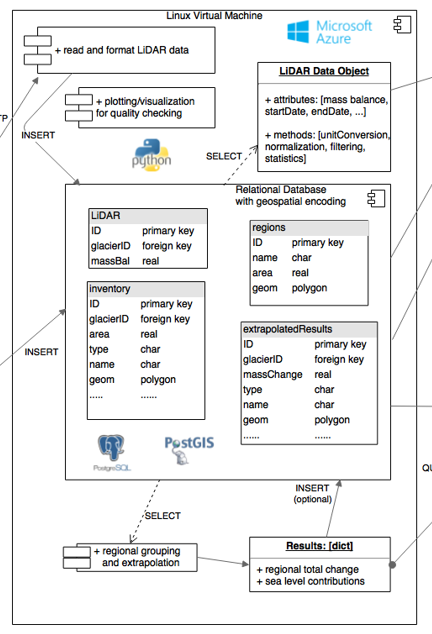 Linux Virtual Machine
+ read and format LiDAR data
Microsoft
Azure
LiDAR Data Object
+ attributes: [mass balance,
startDate, endDate, ...]
+ methods: [unitConversion,
normalization, filtering,
statistics]
+ plotting/visualization
for quality checking
TP
INSERT
python
SELECT
Relational Database
with geospatial encoding
LiDAR
ID primary key
glacierID foreign key
massBal real
regions
ID primary key
name char
area real
geom polygon
inventory
ID primary key
glacierID foreign key
area real
type char
name char
geom polygon
..... ......
extrapolatedResults
ID primary key
glacierID foreign key
massChange real
type char
name char
geom polygon
...... ......
INSERT
PostgreSQL
PostGIS
SELECT
INSERT
(optional)
QU
+ regional grouping
and extrapolation
Results: [dict]
+ regional total change
+ sea level contributions